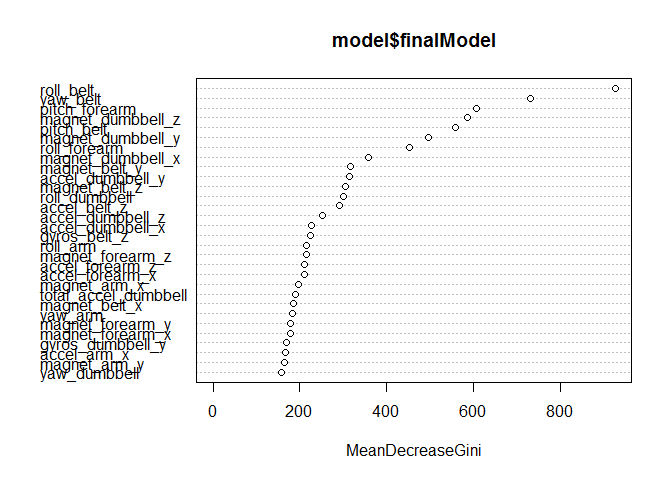 model$finalModel
roll_belt
yaw_belt
pitch_forearm
magnet_dumbbell_z
pitch_belt
magnet_dumbbell_y
roll_forearm
magnet_dumbbell_x
magnet_belt_y
accel_dumbbell_y
magnet_belt_z
roll_dumbbell
accel_belt_z
accel_dumbbell_z
accel_dumbbell_x
gyros_belt_z
roll_arm
magnet_forearm_z
accel_forearm_z
accel_forearm_x
magnet_arm_x
total_accel_dumbbell
magnet_belt_x
yaw_arm
magnet_forearm_y
magnet_forearm_x
gyros_dumbbell_y
accel_arm_x
magnet_arm_y
yaw_dumbbell
0 200 400 600 800
MeanDecreaseGini